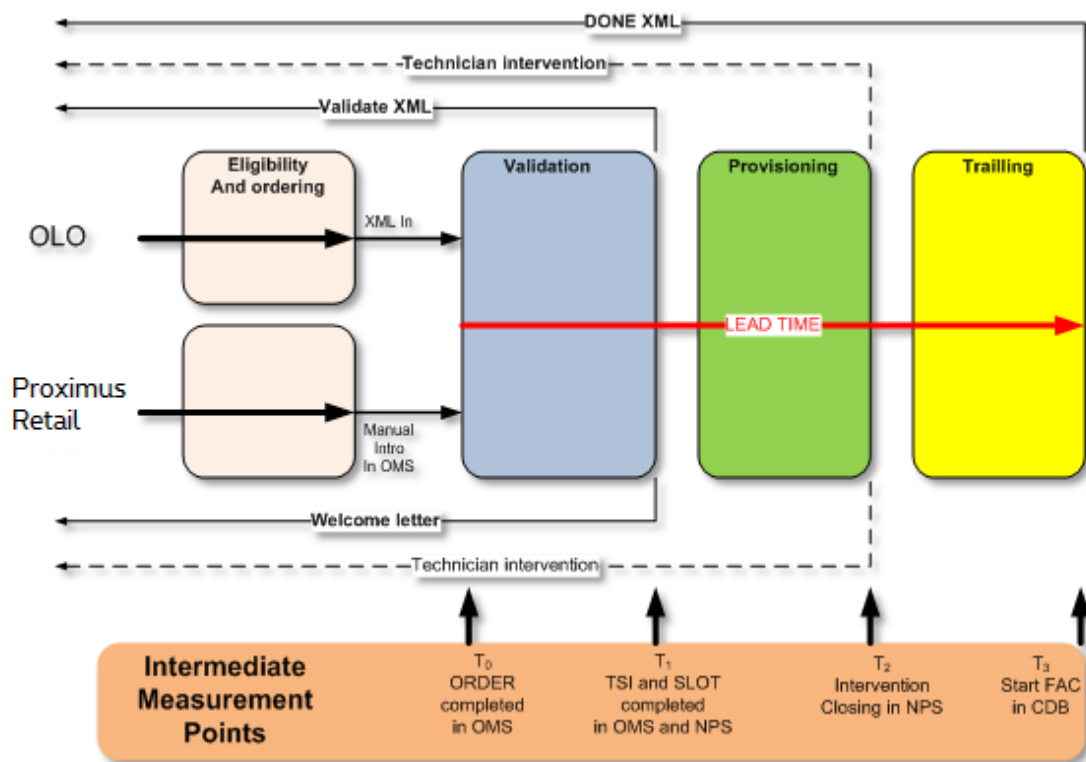 DONE XML
Technician intervention
Validate XML
Eligibility
And ordering
Validation
Provisioning
Trailling
OLO
XML In
LEAD TIME
Proximus
Retail
Manual
Intro
In OMS
Welcome letter
Technician intervention
Intermediate
Measurement
Points
T₀
ORDER
completed
in OMS
T₁
TSI and SLOT
completed
in OMS and NPS
T₂
Intervention
Closing in NPS
T₃
Start FAC
in CDB